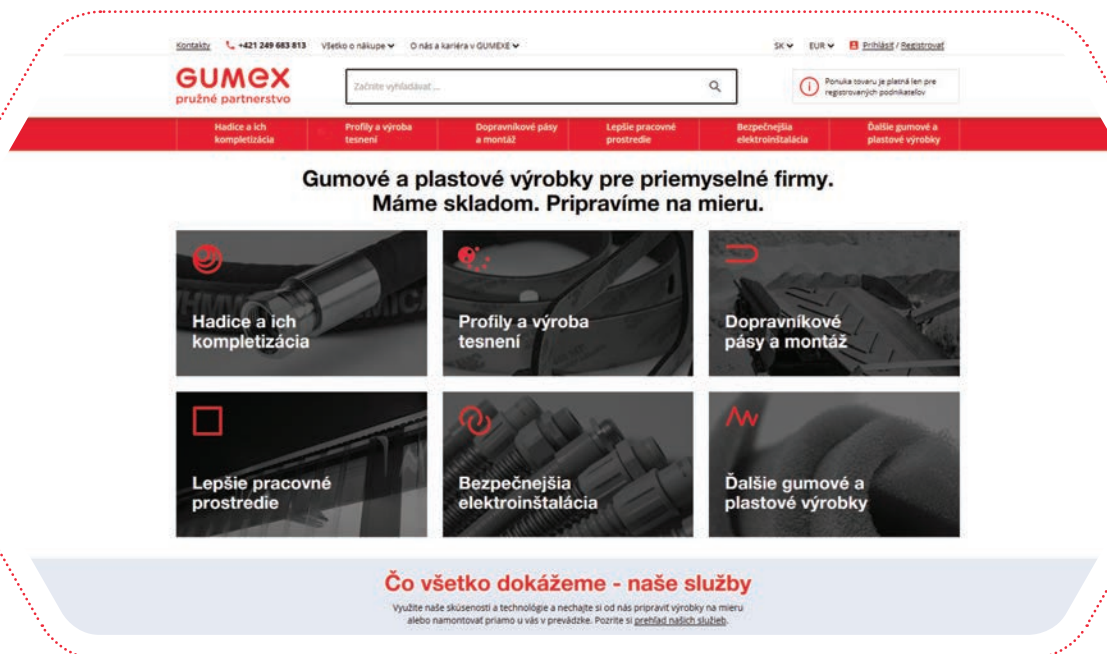 Kontakty +421 249 683 813 Všetko o nákupe O nás a kariéra v GUMEXE SK EUR Prihlásiť / Registrovať
GUMEX
pružné partnerstvo
Začnite vyhľadávať ...
Ponuka tovaru je platná len pre
registrovaných podnikateľov
Hadice a ich
kompletizácia
Profily a výroba
tesnení
Dopravníkové pásy
a montáž
Lepšie pracovné
prostredie
Bezpečnejšia
elektroinštalácia
Ďalšie gumové a
plastové výrobky
Gumové a plastové výrobky pre priemyselné firmy.
Máme skladom. Pripravíme na mieru.
Hadice a ich
kompletizácia
Profily a výroba
tesnení
Dopravníkové
pásy a montáž
Lepšie pracovné
prostredie
Bezpečnejšia
elektroinštalácia
Ďalšie gumové a
plastové výrobky
Čo všetko dokážeme - naše služby
Využite naše skúsenosti a technológie a nechajte si od nás pripraviť výrobky na mieru
alebo namontovať priamo u vás v prevádzke. Pozrite si prehľad našich služieb.